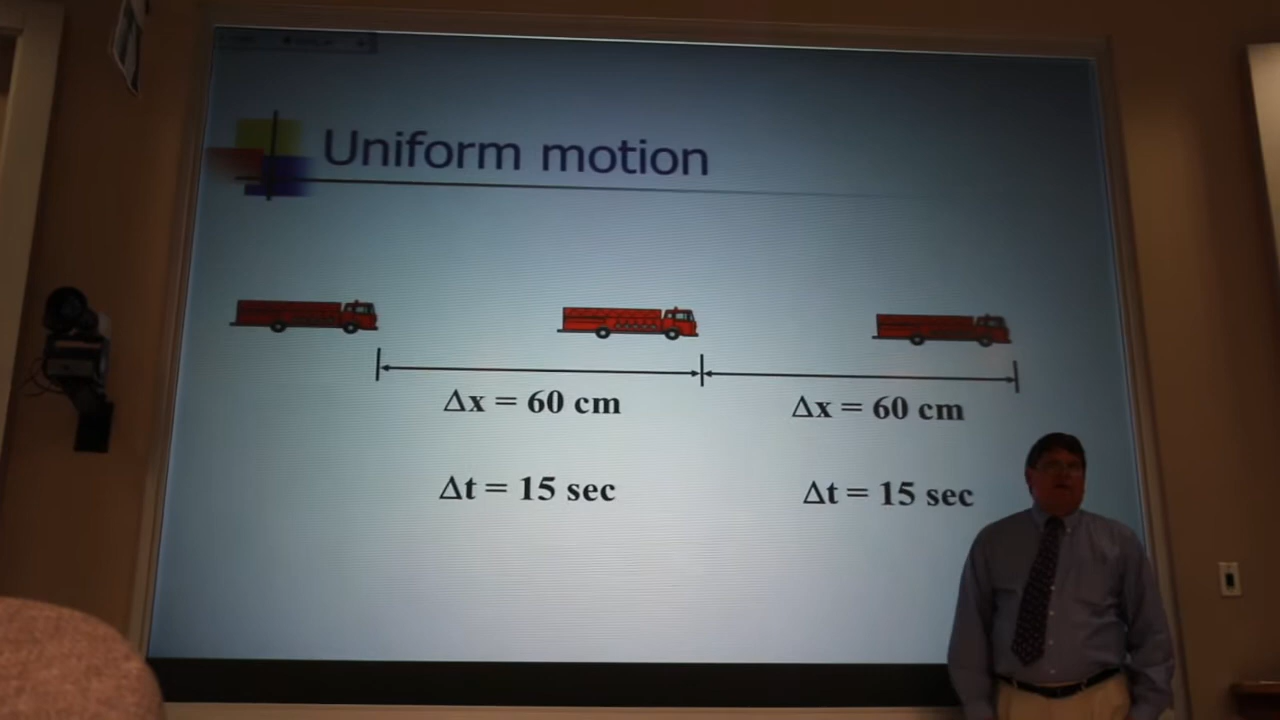 Uniform motion
Δx = 60 cm
Δx = 60 cm
Δt = 15 sec
Δt = 15 sec